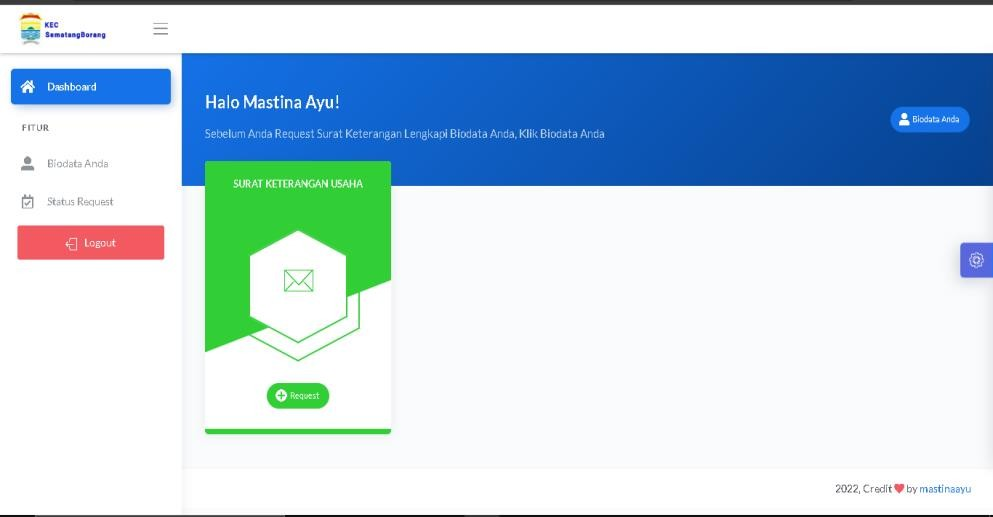 KEC
SematangBorang
Dashboard
FITUR
Biodata Anda
Status Request
Logout
Halo Mastina Ayu!
Sebelum Anda Request Surat Keterangan Lengkapi Biodata Anda, Klik Biodata Anda
Biodata Anda
SURAT KETERANGAN USAHA
Request
2022, Credit ❤ by mastinaayu